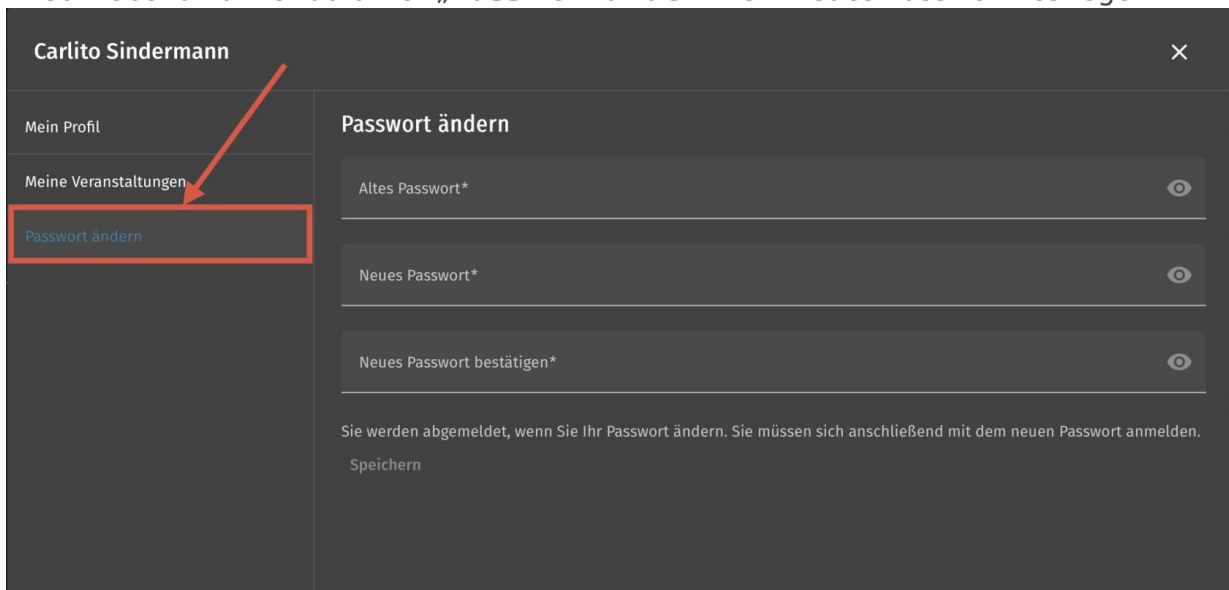 Carlito Sindermann
Mein Profil
Passwort ändern
Meine Veranstaltungen
Altes Passwort*
Passwort ändern
Neues Passwort*
Neues Passwort bestätigen*
Sie werden abgemeldet, wenn Sie Ihr Passwort ändern. Sie müssen sich anschließend mit dem neuen Passwort anmelden.
Speichern